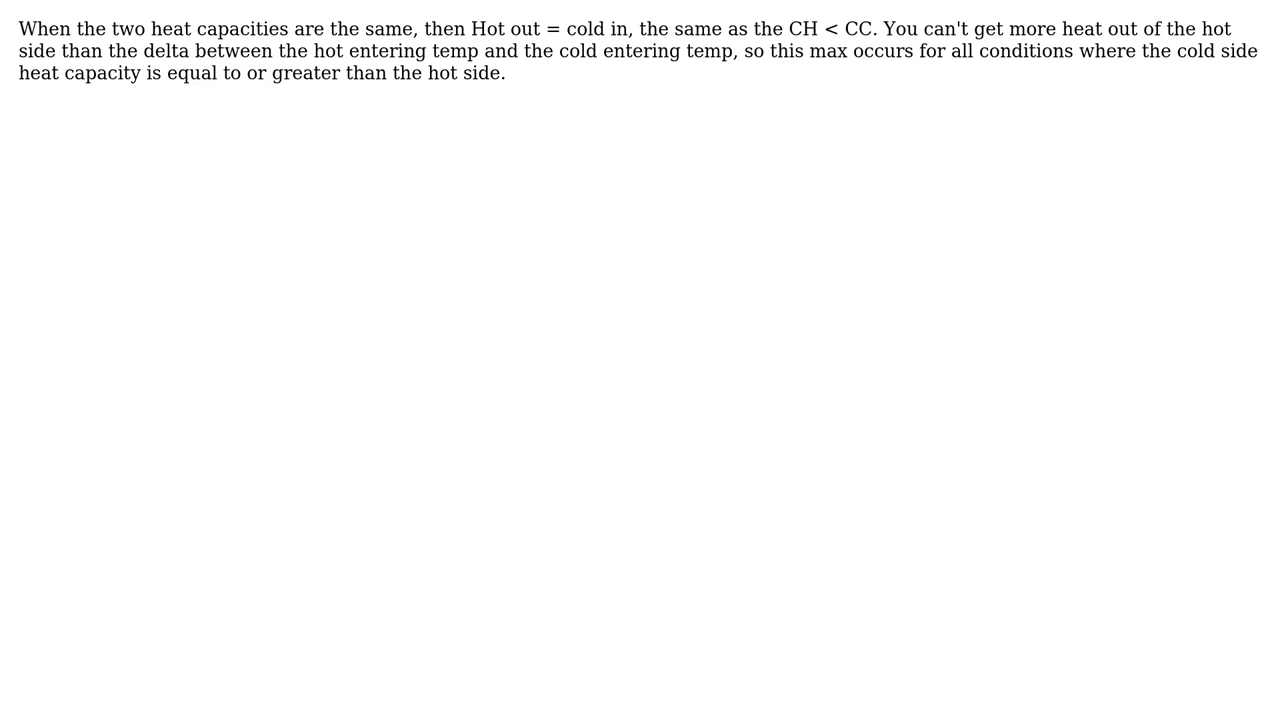 When the two heat capacities are the same, then Hot out = cold in, the same as the CH < CC. You can't get more heat out of the hot
side than the delta between the hot entering temp and the cold entering temp, so this max occurs for all conditions where the cold side
heat capacity is equal to or greater than the hot side.